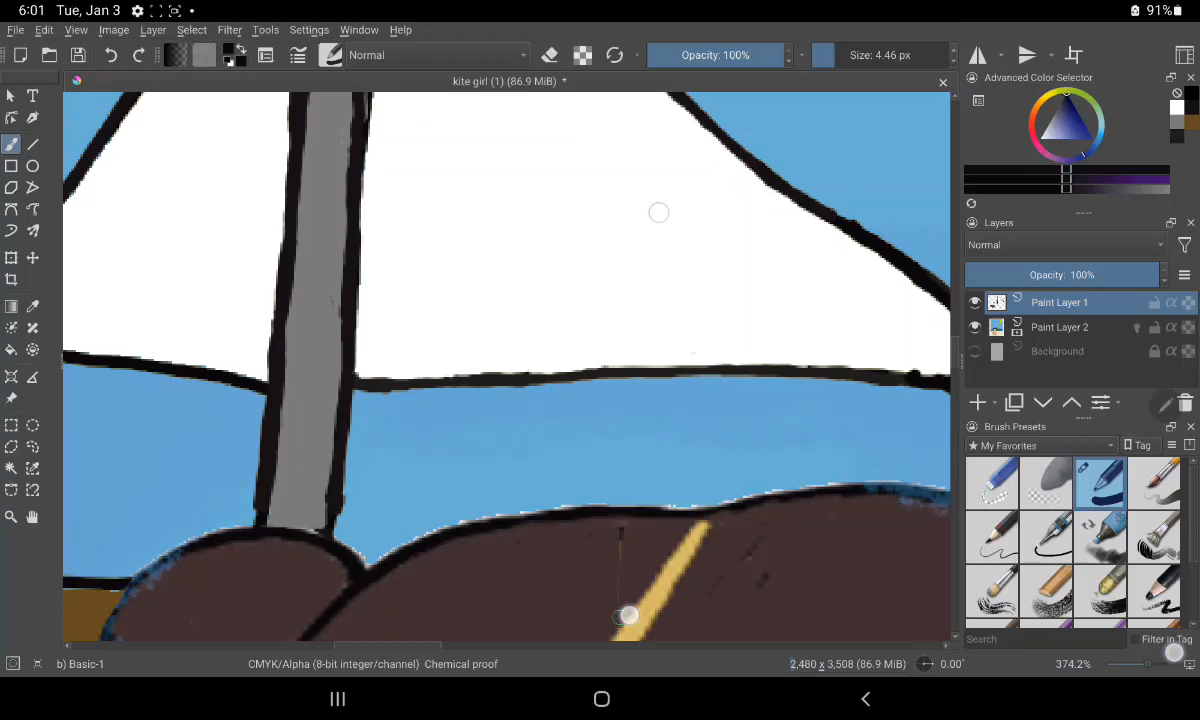 6:01 Tue, Jan 3
91%
File Edit View Image Layer Select Filter Tools Settings Window Help
Normal
Opacity: 100%
Size: 4.46 px
kite girl (1) (86.9 MiB) *
Advanced Color Selector
Layers
Normal
Opacity: 100%
Paint Layer 1
Paint Layer 2
Background
Brush Presets
My Favorites
Tag
Search
Filter in Tag
b) Basic-1
CMYK/Alpha (8-bit integer/channel) Chemical proof
2,480 x 3,508 (86.9 MiB)
0.00°
374.2%